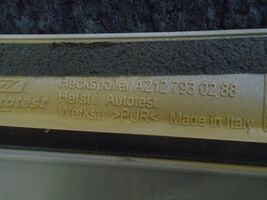 Heckspoiler A212 793 02 88
Herst.: Autotest
Werkst.: >PUR< Made in Italy